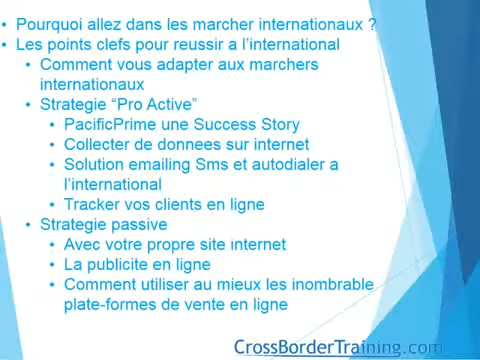 • Pourquoi allez dans les marcher internationaux ?
• Les points clefs pour reussir a l’international
• Comment vous adapter aux marchers
internationaux
• Strategie “Pro Active”
• PacificPrime une Success Story
• Collecter de donnees sur internet
• Solution emailing Sms et autodialer a
l’international
• Tracker vos clients en ligne
• Strategie passive
• Avec votre propre site internet
• La publicite en ligne
• Comment utiliser au mieux les inombrable
plate-formes de vente en ligne
CrossBorderTraining.com